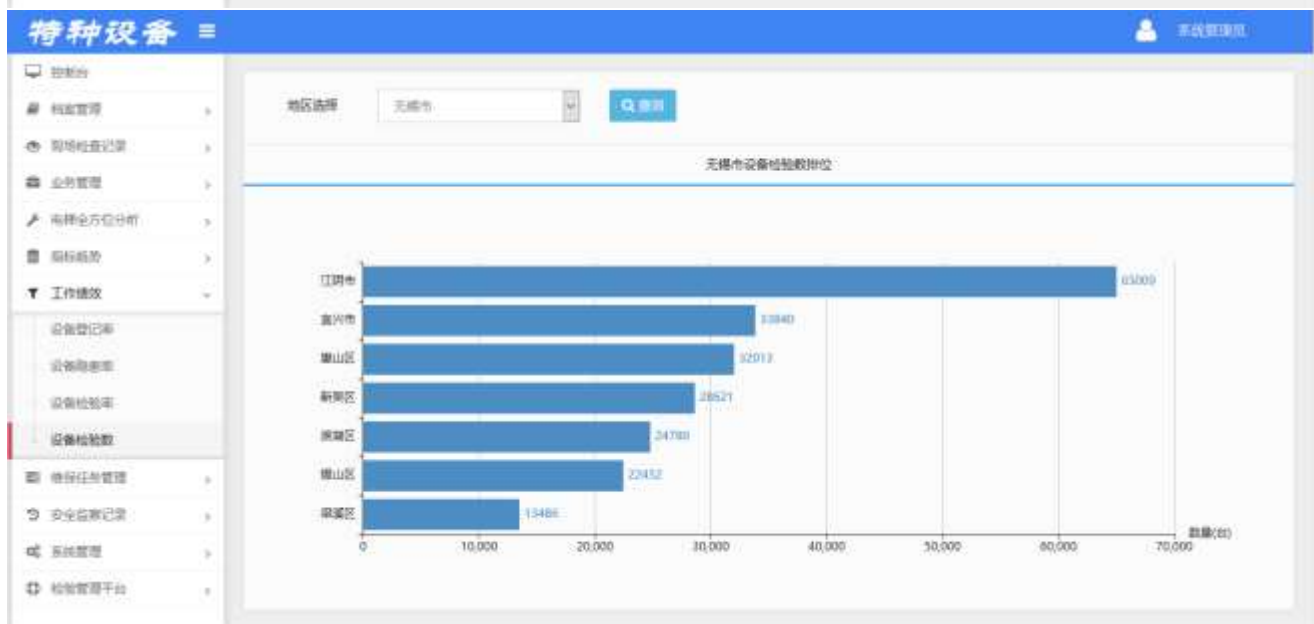 特种设备
系统管理员
控制台
档案管理
现场检查记录
业务管理
电梯全方位分析
指标趋势
工作绩效
设备登记率
设备隐患率
设备检验率
设备检验数
维保任务管理
安全监察记录
系统管理
检验管理平台
地区选择 无锡市 查询
无锡市设备检验数排位
江阴市 65009
宜兴市 33840
惠山区 32013
新吴区 28621
滨湖区 24780
锡山区 22452
梁溪区 13486
数量(台)
0 10,000 20,000 30,000 40,000 50,000 60,000 70,000